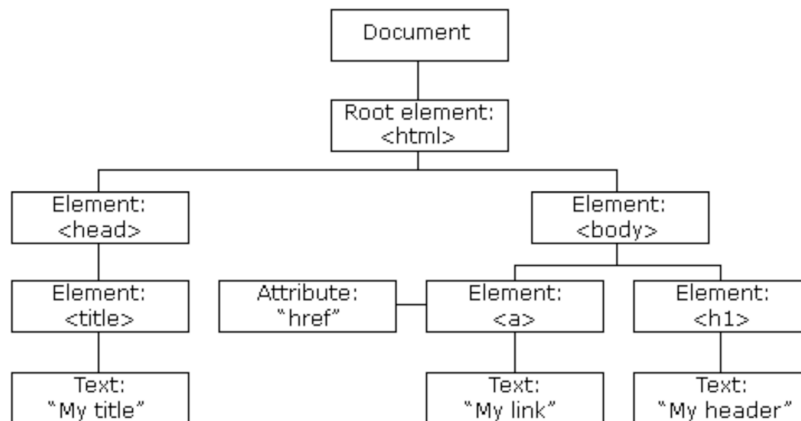 Document
Root element:
<html>
Element:
<head>
Element:
<body>
Element:
<title>
Attribute:
“href”
Element:
<a>
Element:
<h1>
Text:
“My title”
Text:
“My link”
Text:
“My header”